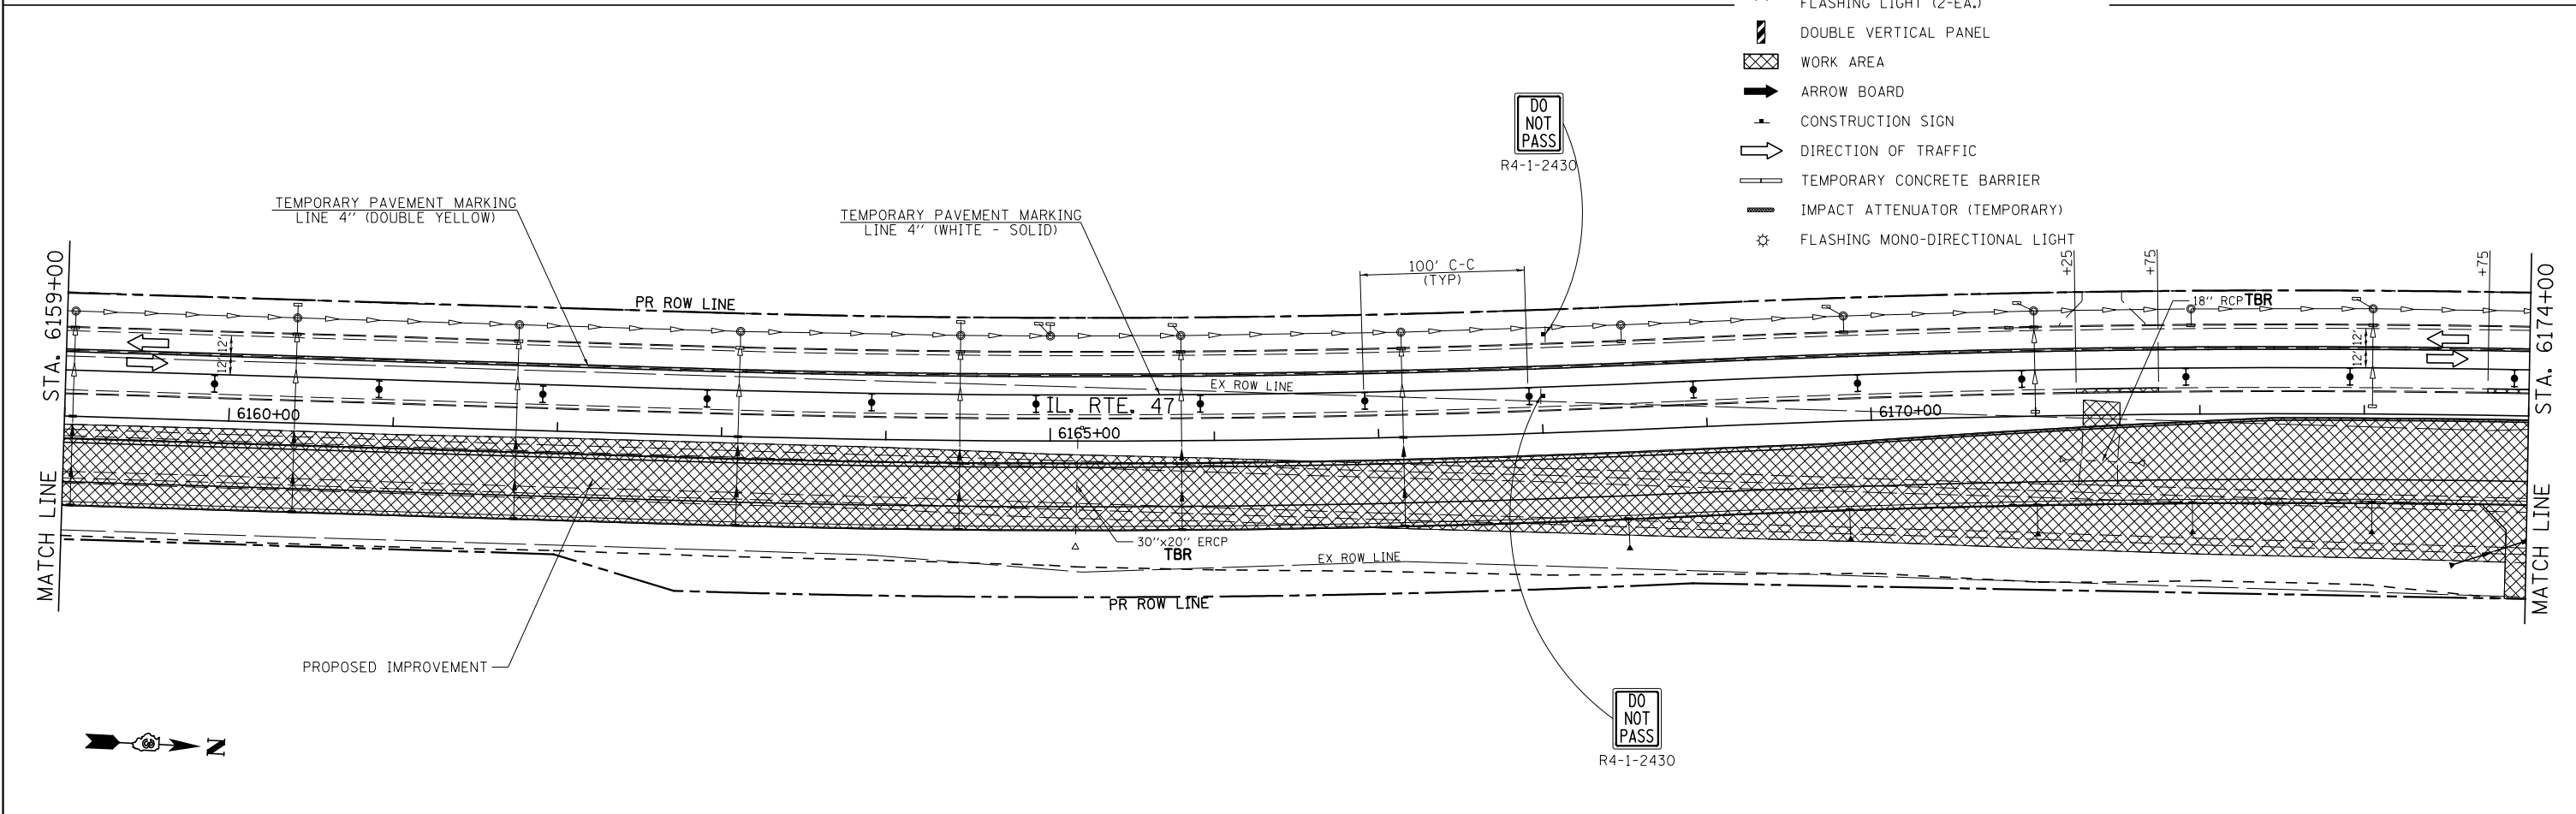 FLASHING LIGHT (2-EA.)
DOUBLE VERTICAL PANEL
WORK AREA
ARROW BOARD
CONSTRUCTION SIGN
DIRECTION OF TRAFFIC
TEMPORARY CONCRETE BARRIER
IMPACT ATTENUATOR (TEMPORARY)
FLASHING MONO-DIRECTIONAL LIGHT
DO
NOT
PASS
R4-1-2430
TEMPORARY PAVEMENT MARKING
LINE 4'' (DOUBLE YELLOW)
TEMPORARY PAVEMENT MARKING
LINE 4'' (WHITE - SOLID)
100' C-C
(TYP)
+25
+75
+75
STA. 6159+00
MATCH LINE
PR ROW LINE
18'' RCP TBR
12'
12'
12'
12'
EX ROW LINE
IL. RTE. 47
6160+00
6165+00
6170+00
STA. 6174+00
MATCH LINE
30''x20'' ERCP
TBR
EX ROW LINE
PR ROW LINE
PROPOSED IMPROVEMENT
DO
NOT
PASS
R4-1-2430
N